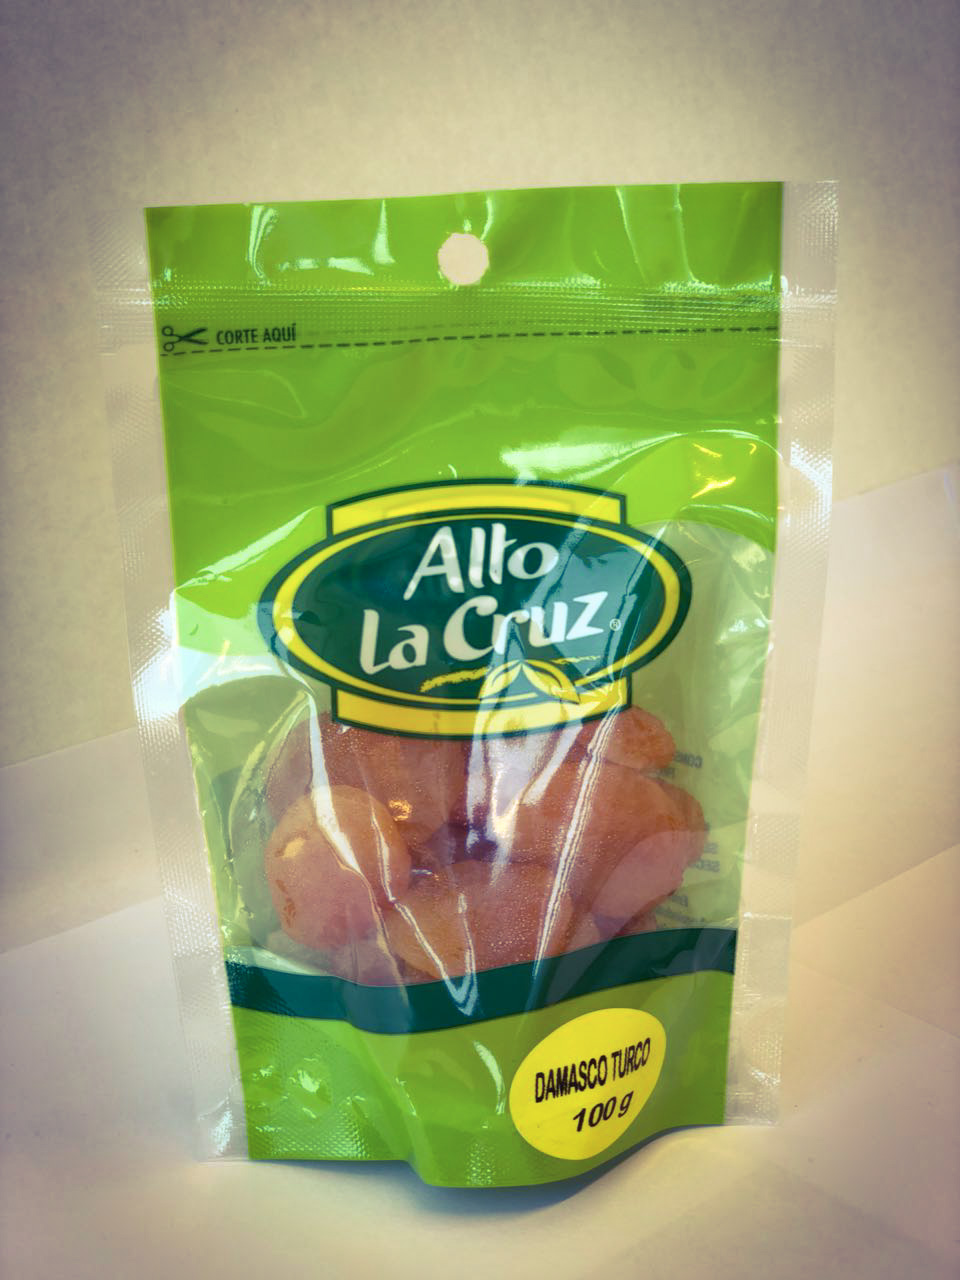 CORTE AQUÍ
Alto
La Cruz®
DAMASCO TURCO
100 g